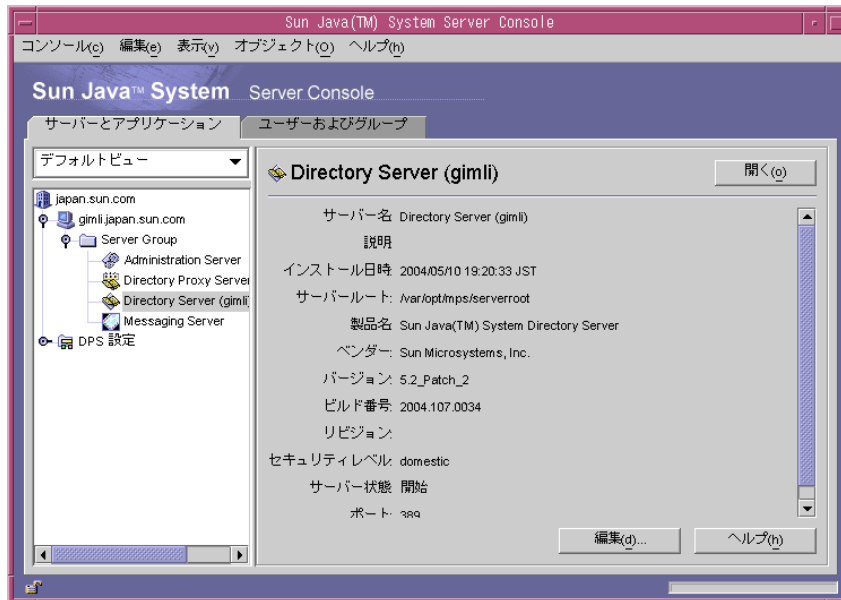 Sun Java(TM) System Server Console
コンソール(c) 編集(e) 表示(v) オブジェクト(O) ヘルプ(h)
Sun Java™ System Server Console
サーバーとアプリケーション ユーザーおよびグループ
デフォルトビュー
japan.sun.com
gimli.japan.sun.com
Server Group
Administration Server
Directory Proxy Server
Directory Server (gimli
Messaging Server
DPS 設定
Directory Server (gimli) 開く(o)
サーバー名 Directory Server (gimli)
説明
インストール日時 2004/05/10 19:20:33 JST
サーバールート: /var/opt/mps/serverroot
製品名 Sun Java(TM) System Directory Server
ベンダー: Sun Microsystems, Inc.
バージョン: 5.2_Patch_2
ビルド番号 2004.107.0034
リビジョン:
セキュリティレベル: domestic
サーバー状態 開始
ポート: 389
編集(d)... ヘルプ(h)